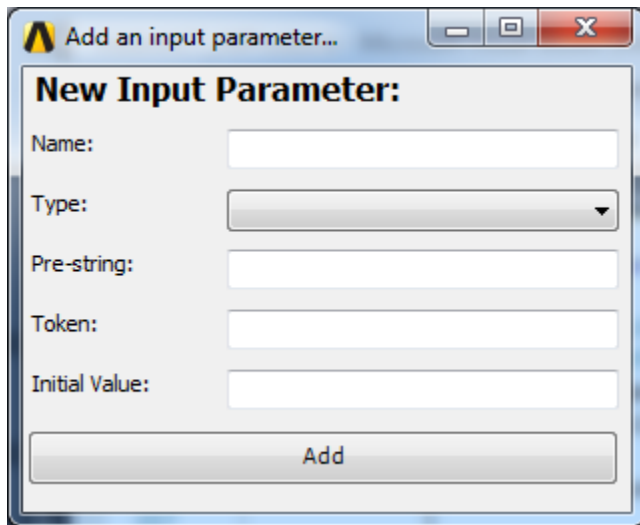 Add an input parameter...
New Input Parameter:
Name:
Type:
Pre-string:
Token:
Initial Value:
Add